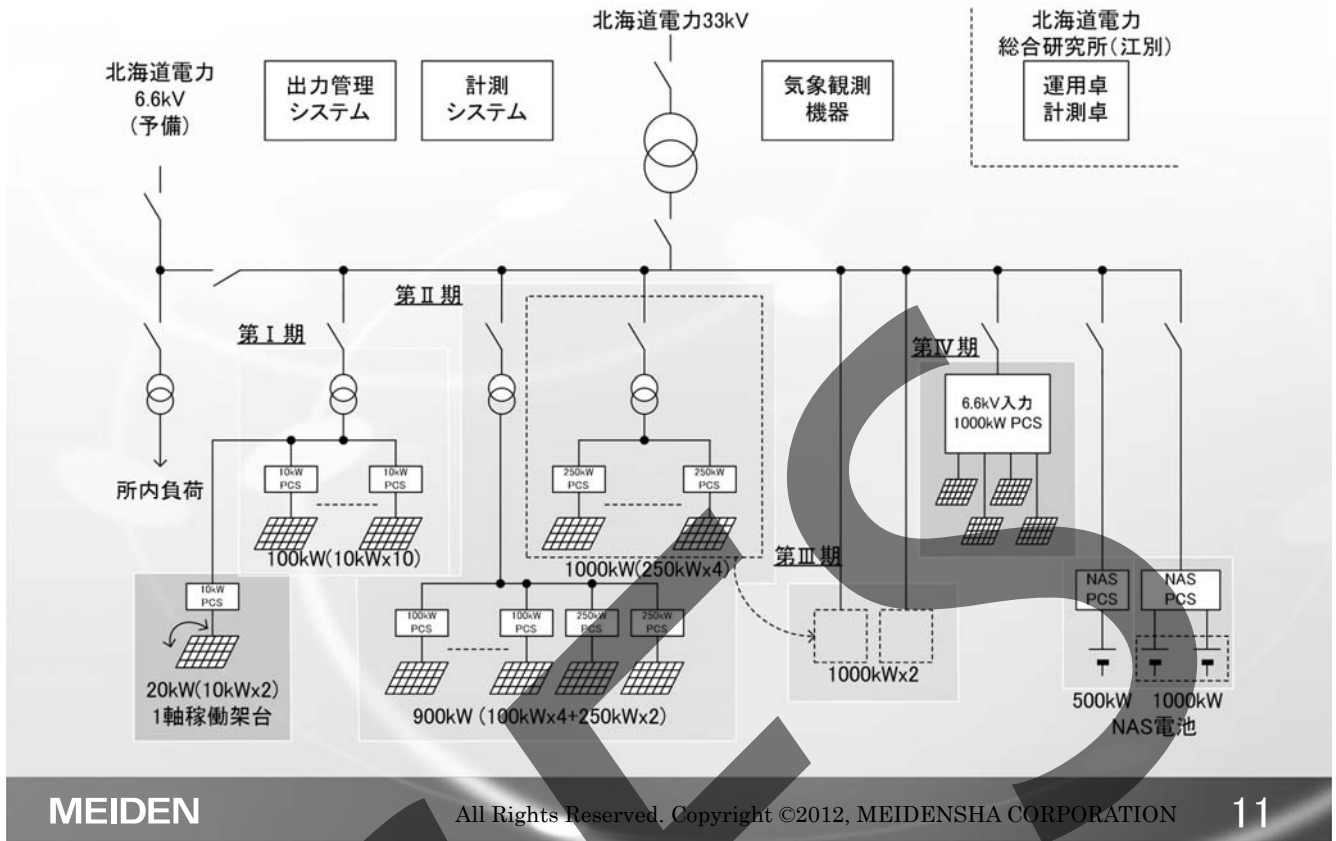 北海道電力33kV
北海道電力
総合研究所(江別)
運用卓
計測卓
北海道電力
6.6kV
(予備)
出力管理
システム
計測
システム
気象観測
機器
第Ⅱ期
第Ⅰ期
第Ⅳ期
6.6kV入力
1000kW PCS
所内負荷
10kW
PCS
10kW
PCS
250kW
PCS
250kW
PCS
100kW(10kWx10)
1000kW(250kWx4)
第Ⅲ期
10kW
PCS
20kW(10kWx2)
1軸稼働架台
100kW
PCS
100kW
PCS
250kW
PCS
250kW
PCS
900kW (100kWx4+250kWx2)
1000kWx2
NAS
PCS
NAS
PCS
500kW
1000kW
NAS電池
MEIDEN
All Rights Reserved. Copyright ©2012, MEIDENSHA CORPORATION
11